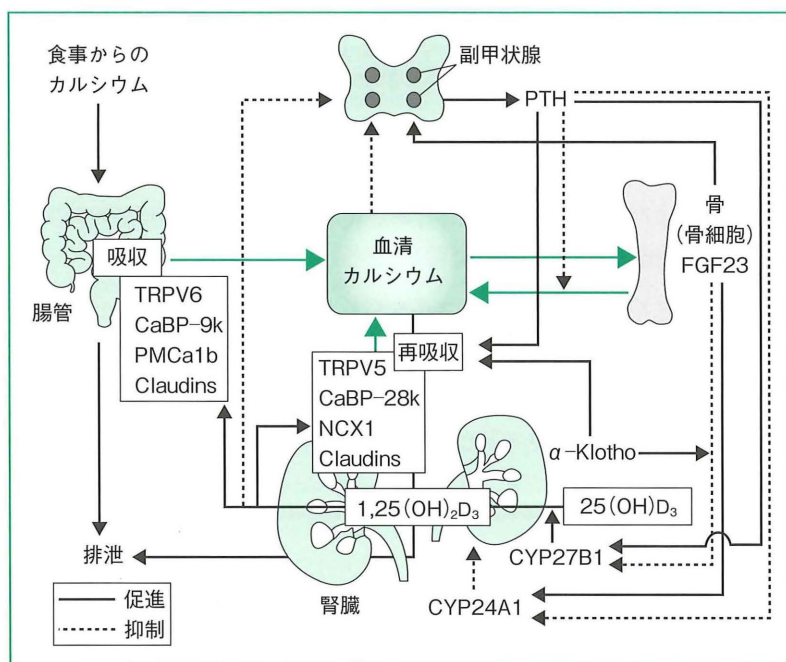 食事からの
カルシウム
副甲状腺
PTH
骨
(骨細胞)
FGF23
血清
カルシウム
吸収
腸管
TRPV6
CaBP-9k
PMCa1b
Claudins
再吸収
TRPV5
CaBP-28k
NCX1
Claudins
α-Klotho
1,25(OH)₂D₃
25(OH)D₃
CYP27B1
排泄
腎臓
CYP24A1
促進
抑制